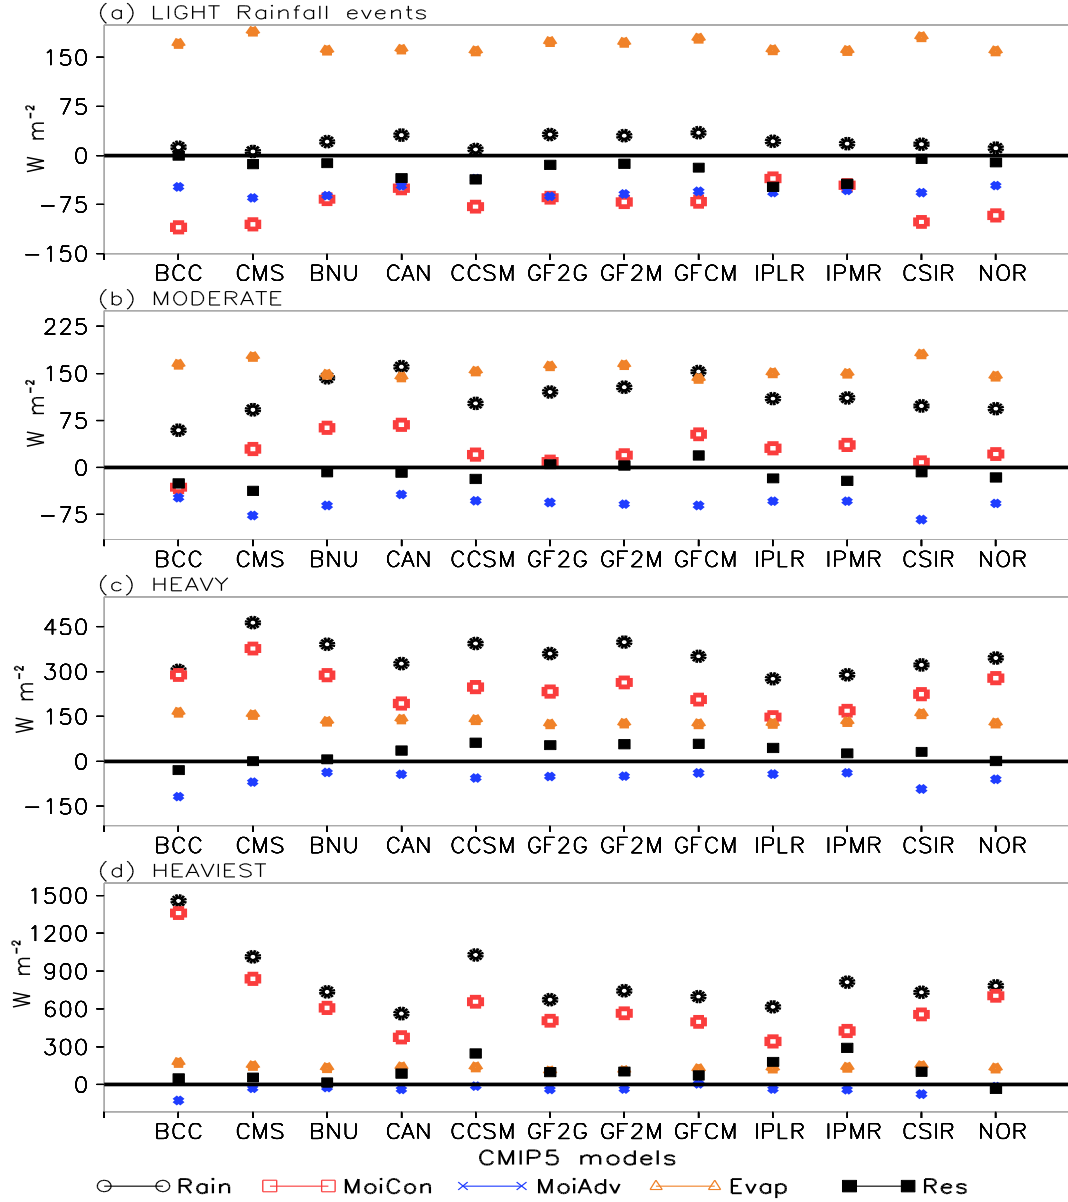 (a) LIGHT Rainfall events
150
75
0
−75
−150
W m⁻²
BCC CMS BNU CAN CCSM GF2G GF2M GFCM IPLR IPMR CSIR NOR
(b) MODERATE
225
150
75
0
−75
W m⁻²
BCC CMS BNU CAN CCSM GF2G GF2M GFCM IPLR IPMR CSIR NOR
(c) HEAVY
450
300
150
0
−150
W m⁻²
BCC CMS BNU CAN CCSM GF2G GF2M GFCM IPLR IPMR CSIR NOR
(d) HEAVIEST
1500
1200
900
600
300
0
W m⁻²
BCC CMS BNU CAN CCSM GF2G GF2M GFCM IPLR IPMR CSIR NOR
CMIP5 models
Rain MoiCon MoiAdv Evap Res